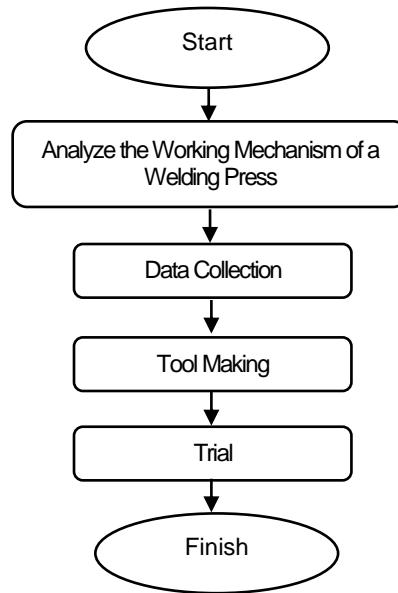 Start
Analyze the Working Mechanism of a
Welding Press
Data Collection
Tool Making
Trial
Finish